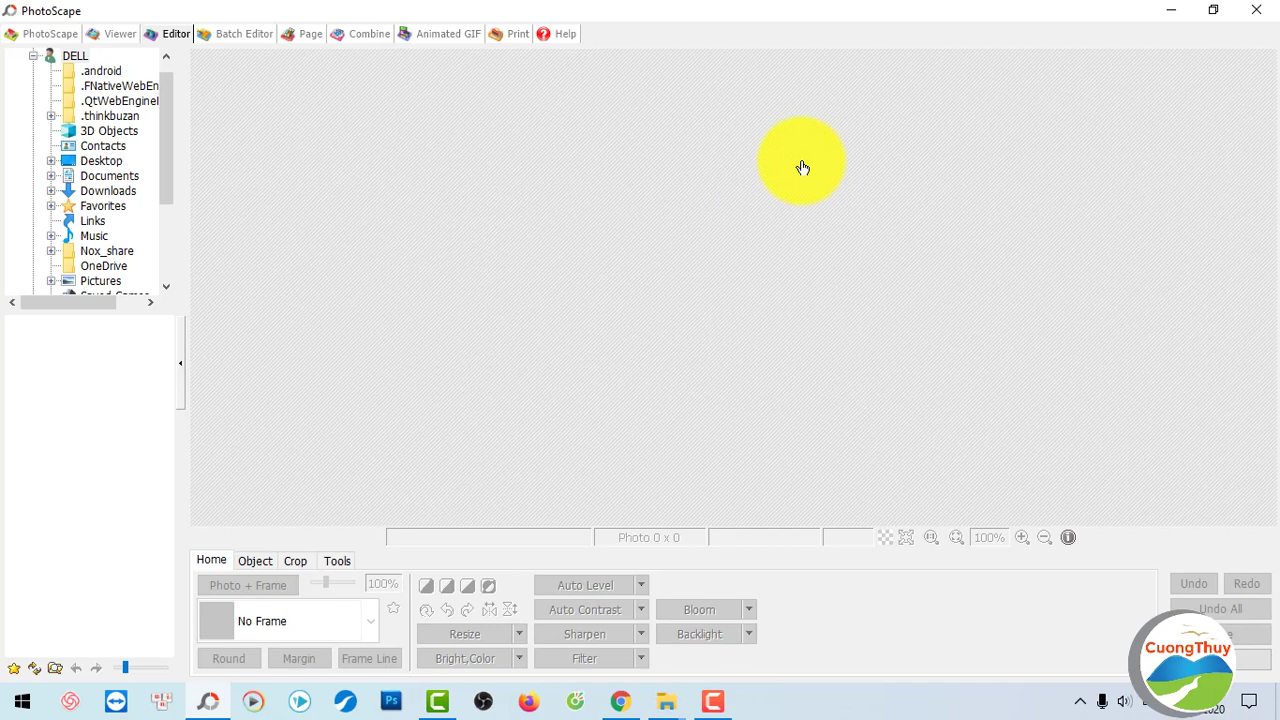 PhotoScape
PhotoScape Viewer Editor Batch Editor Page Combine Animated GIF Print Help
DELL
.android
.FNativeWebEn
.QtWebEngineI
.thinkbuzan
3D Objects
Contacts
Desktop
Documents
Downloads
Favorites
Links
Music
Nox_share
OneDrive
Pictures
Photo 0 x 0 100%
Home Object Crop Tools
Photo + Frame 100% Auto Level Undo Redo
No Frame Auto Contrast Bloom Undo All
Resize Sharpen Backlight
Round Margin Frame Line Bright,Color Filter
CuongThuy
Ps